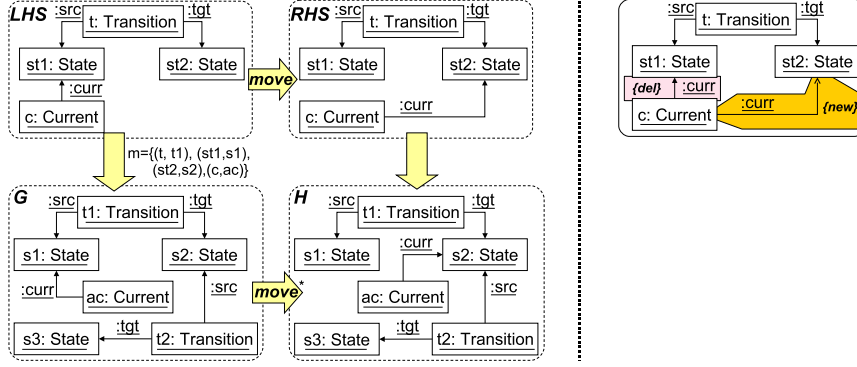 LHS
:src
t: Transition
:tgt
st1: State
st2: State
:curr
c: Current
move
RHS
:src
t: Transition
:tgt
st1: State
st2: State
:curr
c: Current
m={(t, t1), (st1,s1),
(st2,s2),(c,ac)}
G
:src
t1: Transition
:tgt
s1: State
s2: State
:curr
ac: Current
:src
s3: State
:tgt
t2: Transition
move*
H
:src
t1: Transition
:tgt
s1: State
:curr
s2: State
ac: Current
:src
s3: State
:tgt
t2: Transition
:src
t: Transition
:tgt
st1: State
st2: State
{del}
:curr
c: Current
:curr
{new}